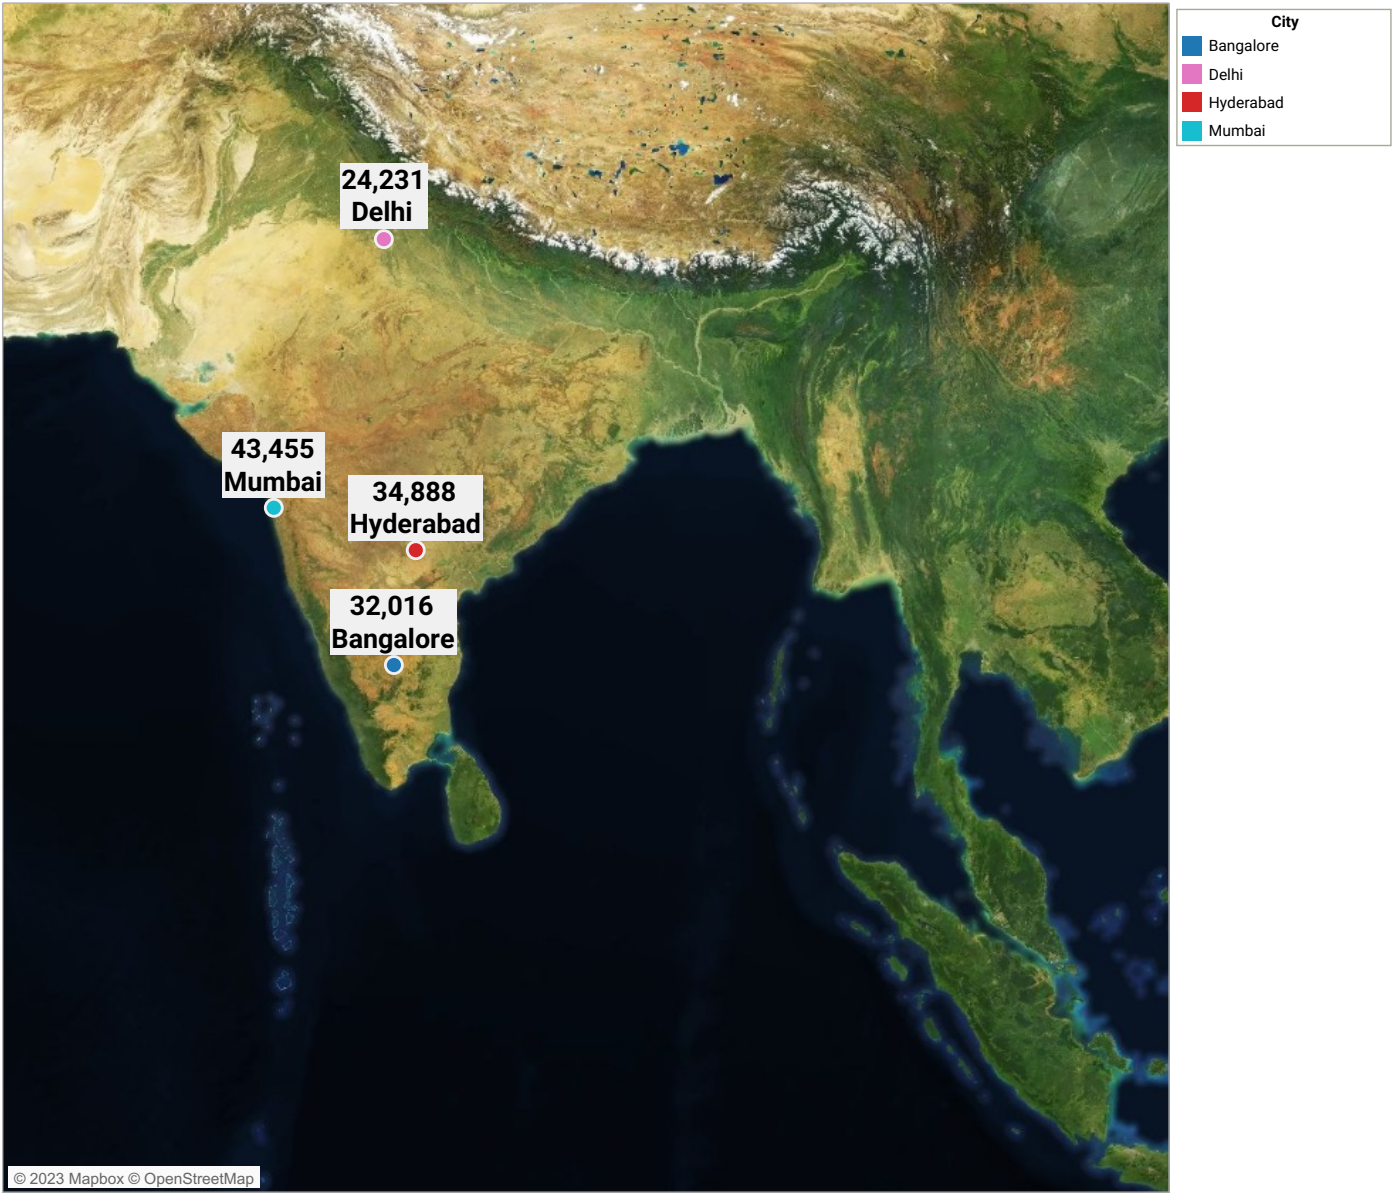 City
Bangalore
Delhi
Hyderabad
Mumbai
24,231
Delhi
43,455
Mumbai
34,888
Hyderabad
32,016
Bangalore
© 2023 Mapbox © OpenStreetMap